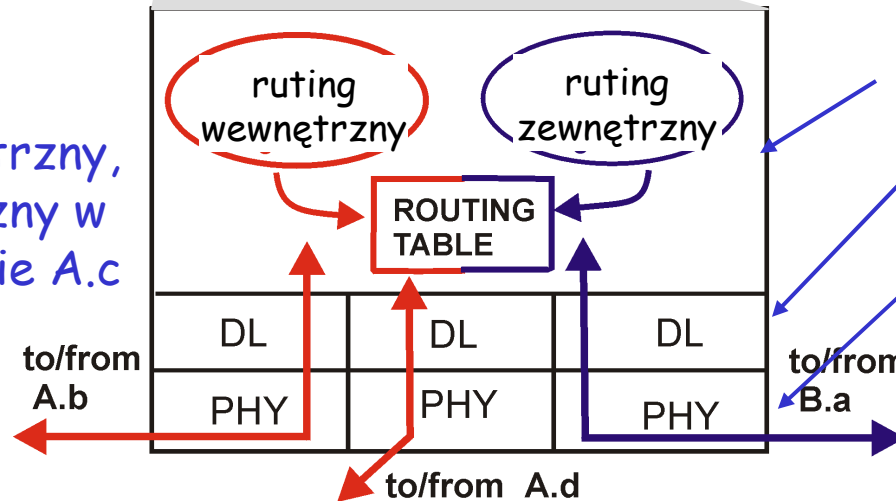 ruting
wewnętrzny
ruting
zewnętrzny
trzny,
zny w
ie A.c
ROUTING
TABLE
DL
DL
DL
to/from
A.b
PHY
PHY
PHY
to/from
B.a
to/from A.d